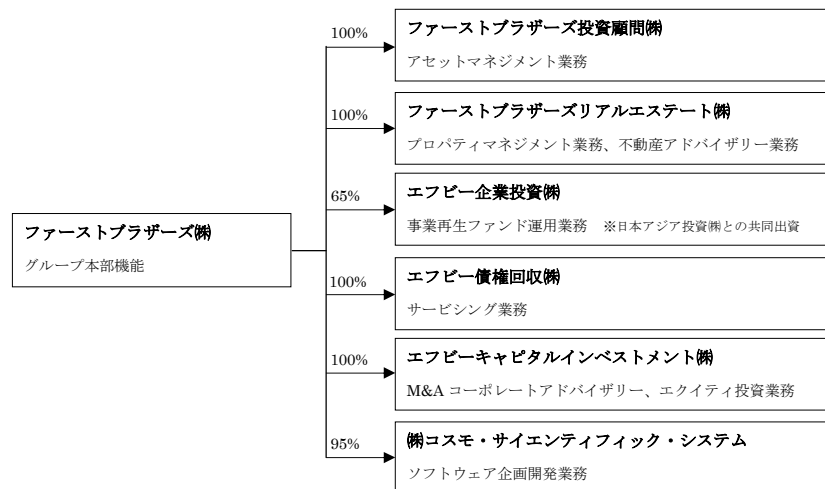 100%
ファーストブラザーズ投資顧問㈱
アセットマネジメント業務
100%
ファーストブラザーズリアルエステート㈱
プロパティマネジメント業務、不動産アドバイザリー業務
65%
エフビー企業投資㈱
事業再生ファンド運用業務　※日本アジア投資㈱との共同出資
ファーストブラザーズ㈱
グループ本部機能
100%
エフビー債権回収㈱
サービシング業務
100%
エフビーキャピタルインベストメント㈱
M&A コーポレートアドバイザリー、エクイティ投資業務
95%
㈱コスモ・サイエンティフィック・システム
ソフトウェア企画開発業務